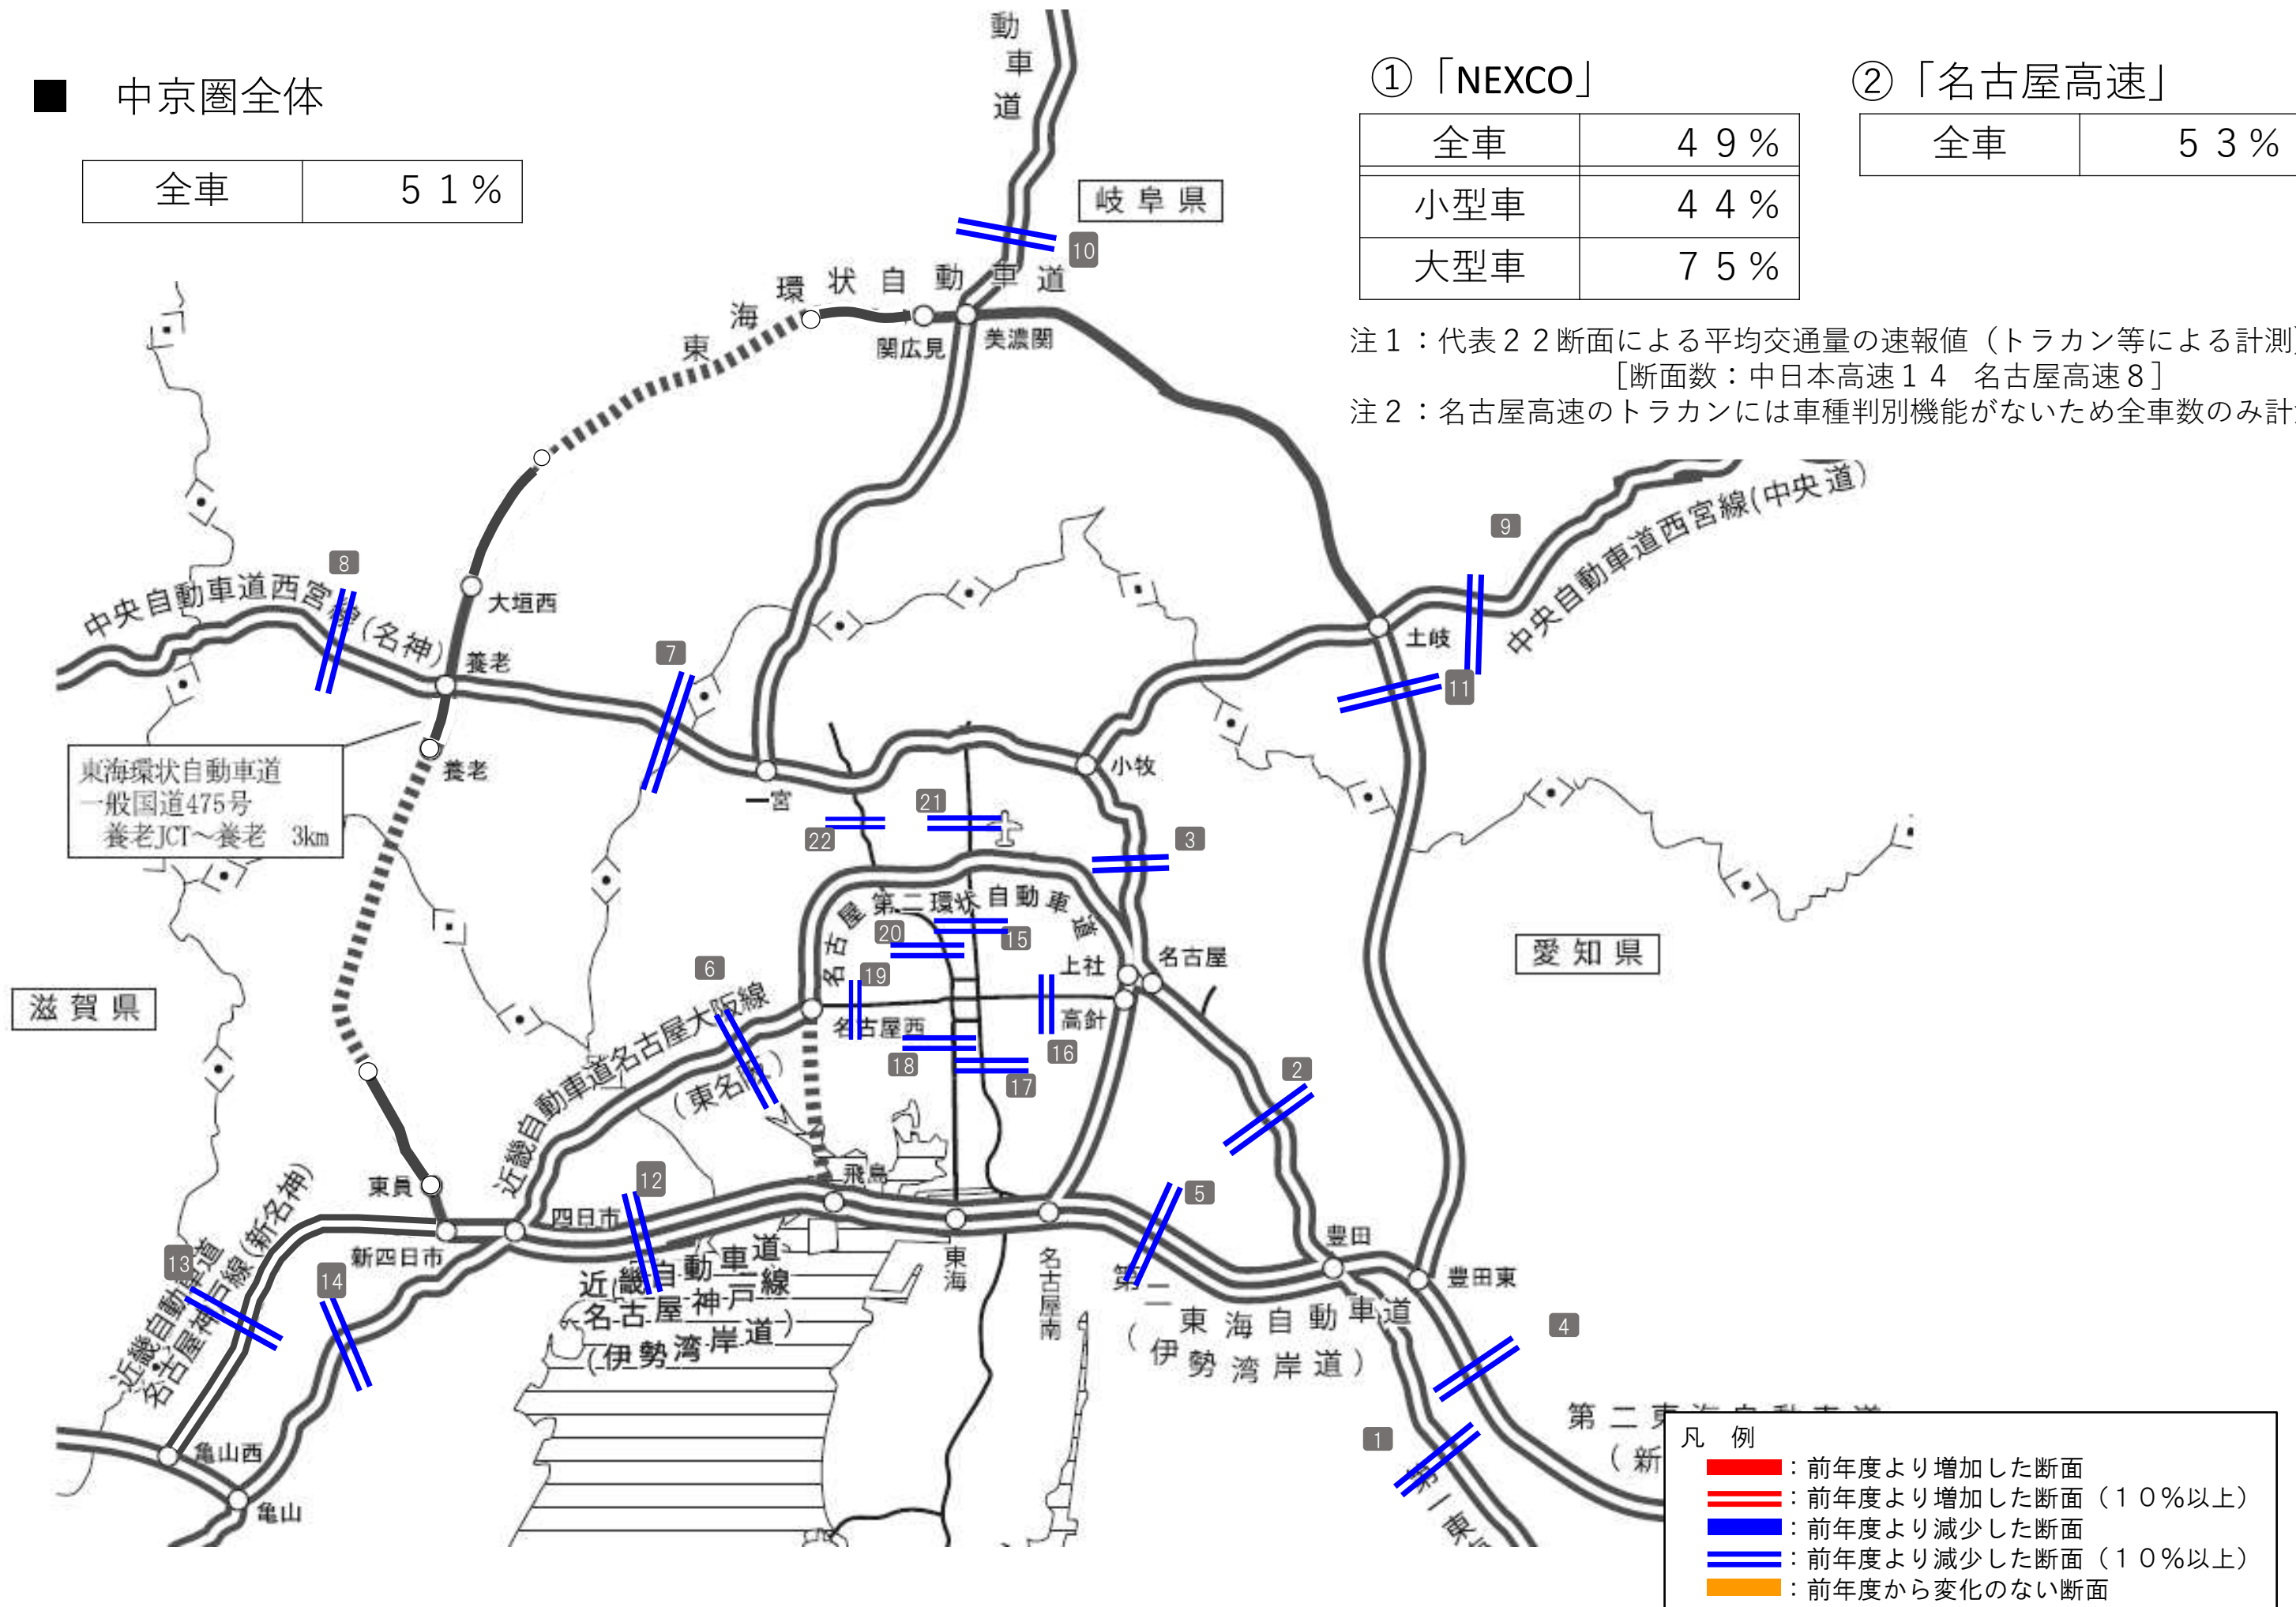 ■ 中京圏全体
全車 51%
①「NEXCO」
全車 49%
小型車 44%
大型車 75%
②「名古屋高速」
全車 53%
注1：代表22断面による平均交通量の速報値（トラカン等による計測
［断面数：中日本高速14 名古屋高速8］
注2：名古屋高速のトラカンには車種判別機能がないため全車数のみ計
動車道
岐阜県
10
東海環状自動車道
関広見
美濃関
9
中央自動車道西宮線(中央道)
8
中央自動車道西宮線(名神)
大垣西
養老
7
土岐
11
養老
東海環状自動車道
一般国道475号
養老JCT～養老 3km
一宮
小牧
21
22
3
名古屋第二環状自動車道
20
15
愛知県
滋賀県
6
19
上社
名古屋
名古屋西
高針
18
16
17
2
近畿自動車道名古屋大阪線
(東名阪)
飛島
東員
12
四日市
5
新四日市
13
14
近畿自動車道
名古屋神戸線(新名神)
近畿自動車道
名古屋神戸線
(伊勢湾岸道)
東海
名古屋南
豊田
豊田東
第二東海自動車道
(伊勢湾岸道)
4
亀山西
亀山
1
第一東
第二東海自動車道
(新
凡 例
：前年度より増加した断面
：前年度より増加した断面（10%以上）
：前年度より減少した断面
：前年度より減少した断面（10%以上）
：前年度から変化のない断面